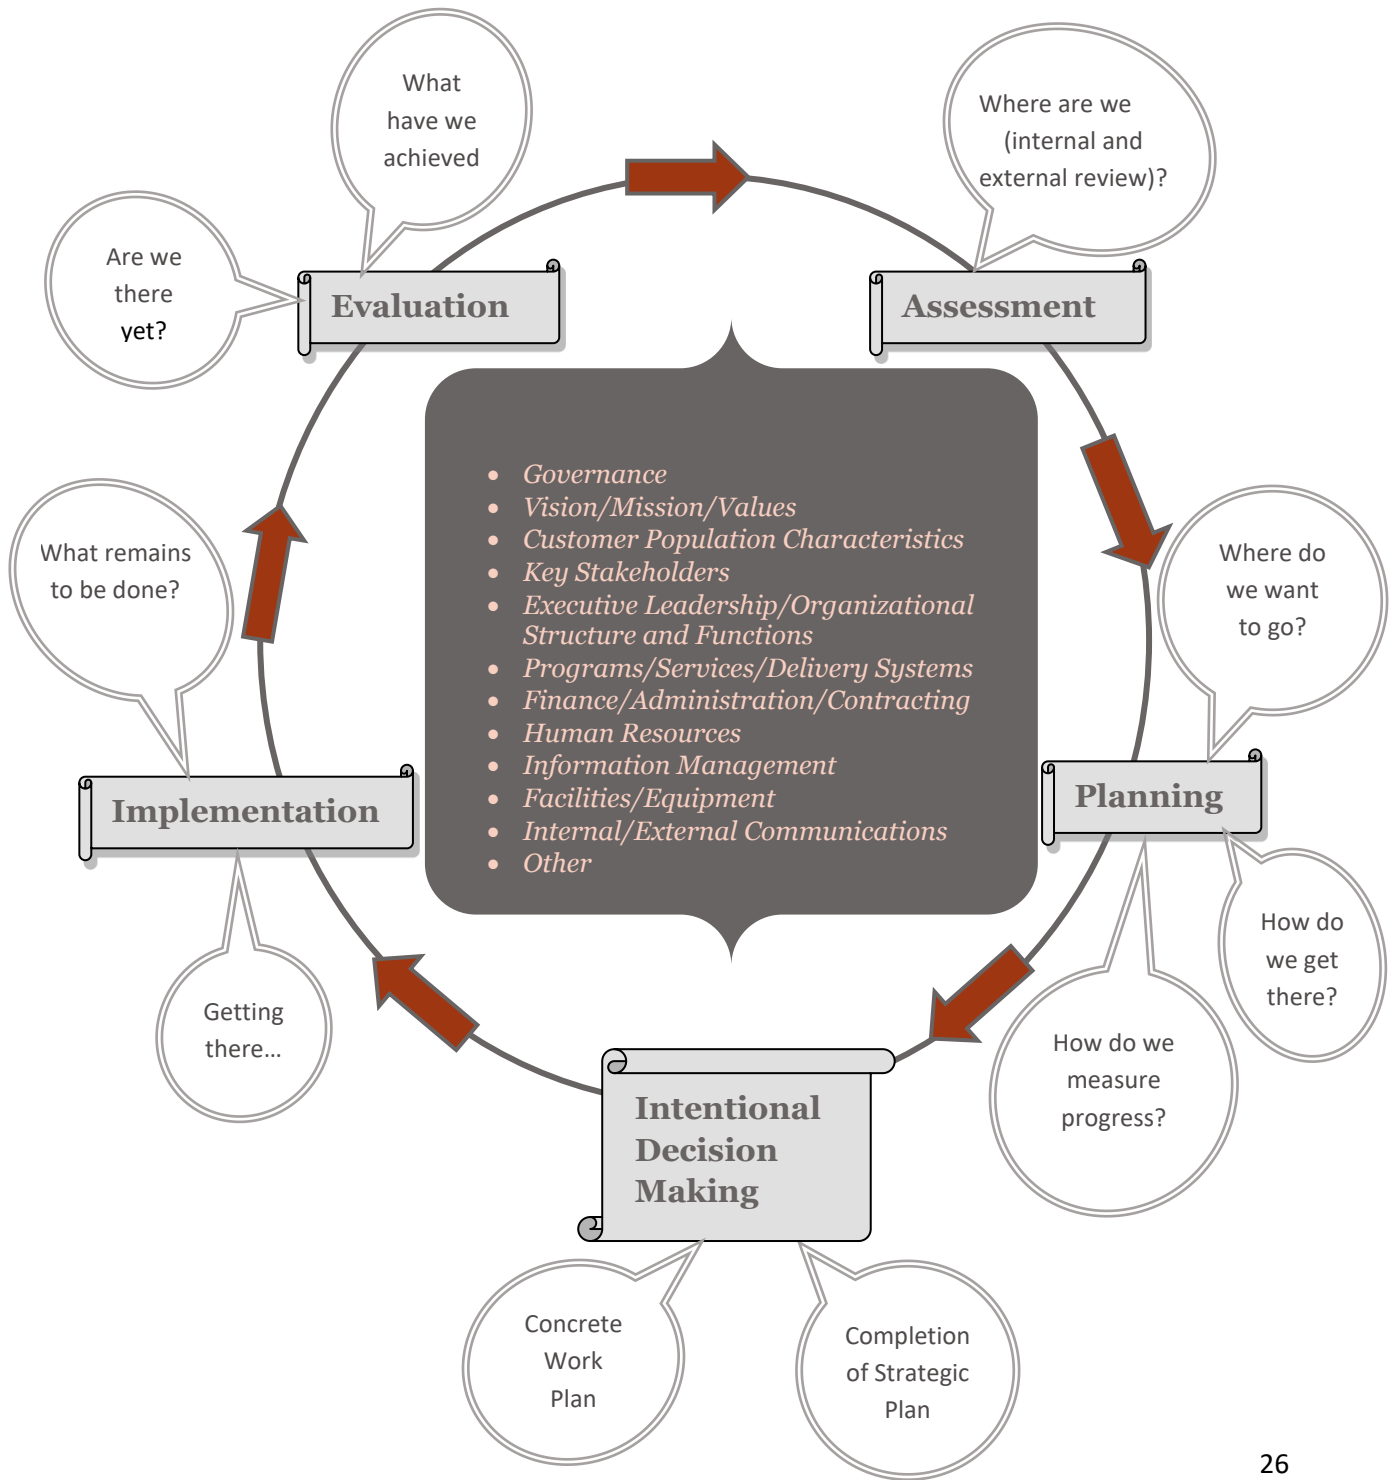 What
have we
achieved
Where are we
(internal and
external review)?
Are we
there
yet?
Evaluation
Assessment
• Governance
• Vision/Mission/Values
• Customer Population Characteristics
• Key Stakeholders
• Executive Leadership/Organizational
Structure and Functions
• Programs/Services/Delivery Systems
• Finance/Administration/Contracting
• Human Resources
• Information Management
• Facilities/Equipment
• Internal/External Communications
• Other
What remains
to be done?
Where do
we want
to go?
Implementation
Planning
Getting
there…
How do we
measure
progress?
How do
we get
there?
Intentional
Decision
Making
Concrete
Work
Plan
Completion
of Strategic
Plan
26